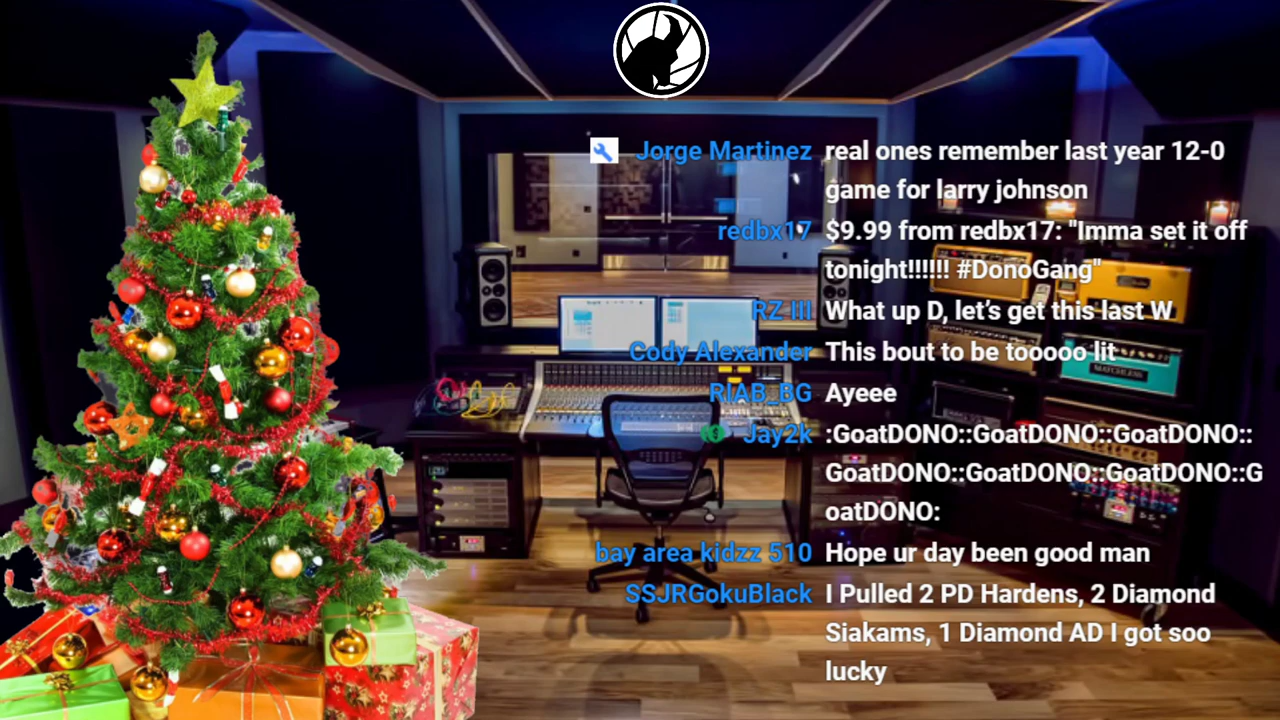 Jorge Martinez real ones remember last year 12-0
game for larry johnson
redbx17 $9.99 from redbx17: "Imma set it off
tonight!!!!!! #DonoGang"
RZ III What up D, let's get this last W
Cody Alexander This bout to be tooooo lit
RIAB_BG Ayeee
Jay2k :GoatDONO::GoatDONO::GoatDONO::
GoatDONO::GoatDONO::GoatDONO::G
oatDONO:
bay area kidzz 510 Hope ur day been good man
SSJRGokuBlack I Pulled 2 PD Hardens, 2 Diamond
Siakams, 1 Diamond AD I got soo
lucky
MATCHLESS